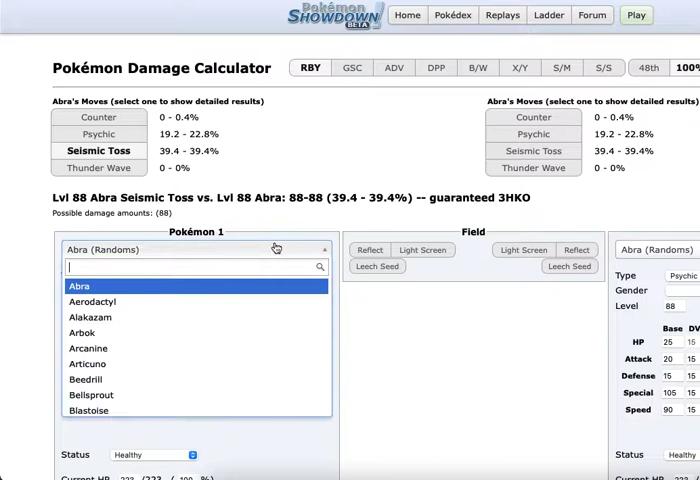 Pokémon
SHOWDOWN!
BETA
Home Pokédex Replays Ladder Forum Play
Pokémon Damage Calculator RBY GSC ADV DPP B/W X/Y S/M S/S 48th 100%
Abra's Moves (select one to show detailed results) Abra's Moves (select one to show detailed results)
Counter 0 - 0.4% Counter 0 - 0.4%
Psychic 19.2 - 22.8% Psychic 19.2 - 22.8%
Seismic Toss 39.4 - 39.4% Seismic Toss 39.4 - 39.4%
Thunder Wave 0 - 0% Thunder Wave 0 - 0%
Lvl 88 Abra Seismic Toss vs. Lvl 88 Abra: 88-88 (39.4 - 39.4%) -- guaranteed 3HKO
Possible damage amounts: (88)
Pokémon 1 Field
Abra (Randoms) Reflect Light Screen Light Screen Reflect Abra (Randoms)
Leech Seed Leech Seed
Abra
Aerodactyl
Alakazam
Arbok
Arcanine
Articuno
Beedrill
Bellsprout
Blastoise
Type Psychic
Gender
Level 88
Base DV
HP 25 15
Attack 20 15
Defense 15 15
Special 105 15
Speed 90 15
Status Healthy Status Healthy
Current HP 223 /223 ( 100 %)